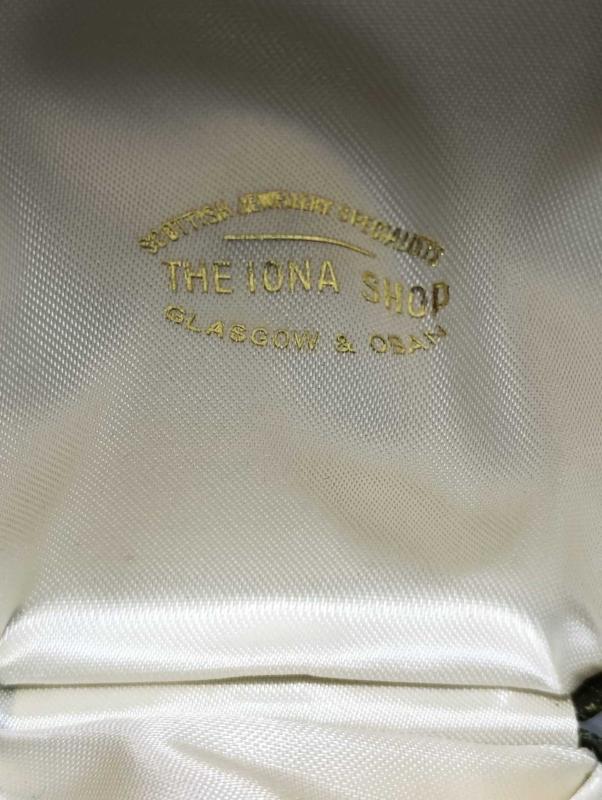 SCOTTISH JEWELLERY SPECIALISTS
THE IONA SHOP
GLASGOW & OBAN